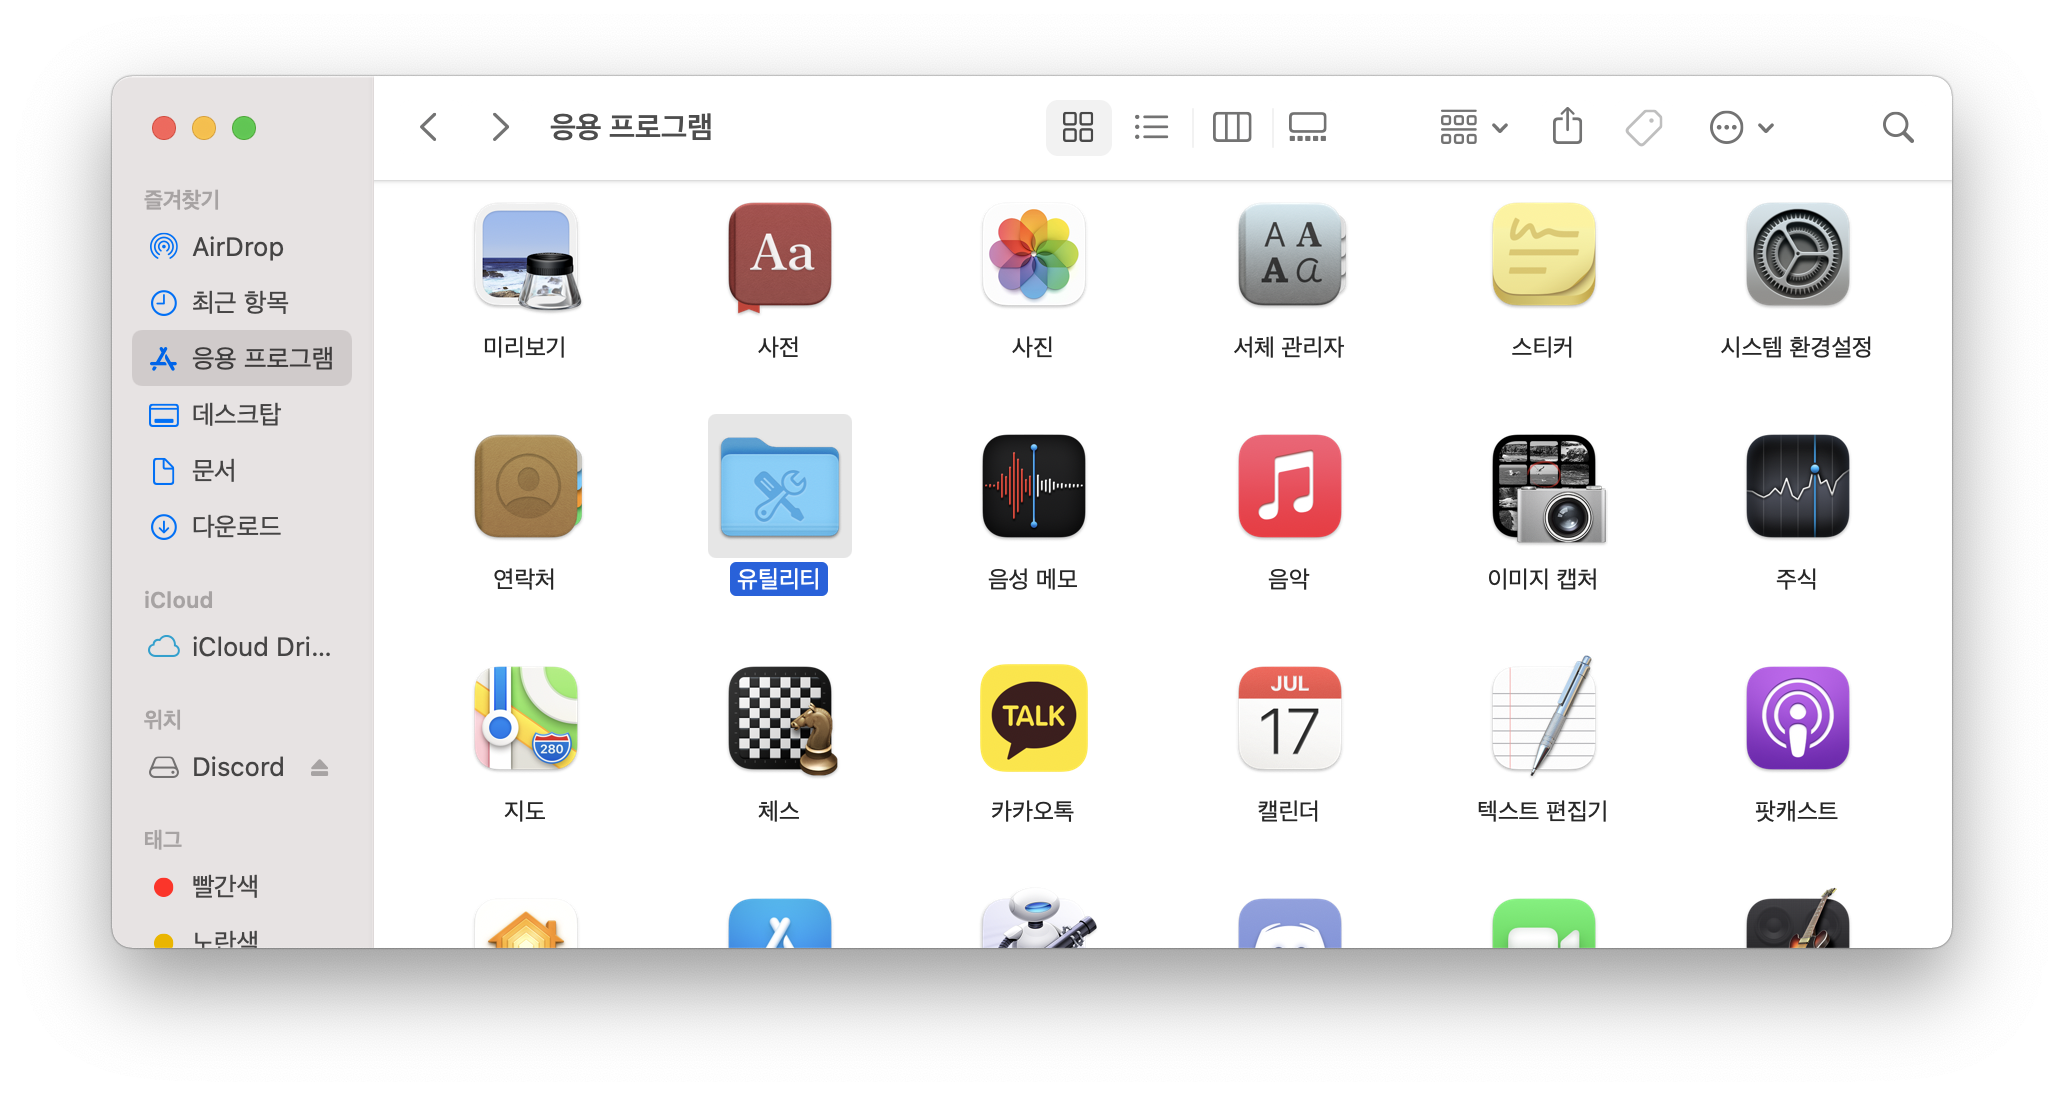 응용 프로그램
즐겨찾기
AirDrop
최근 항목
응용 프로그램
데스크탑
문서
다운로드
iCloud
iCloud Dri...
위치
Discord
태그
빨간색
노란색
Aa
A A
A a
미리보기
사전
사진
서체 관리자
스티커
시스템 환경설정
연락처
유틸리티
음성 메모
음악
이미지 캡처
주식
280
TALK
JUL
17
지도
체스
카카오톡
캘린더
텍스트 편집기
팟캐스트